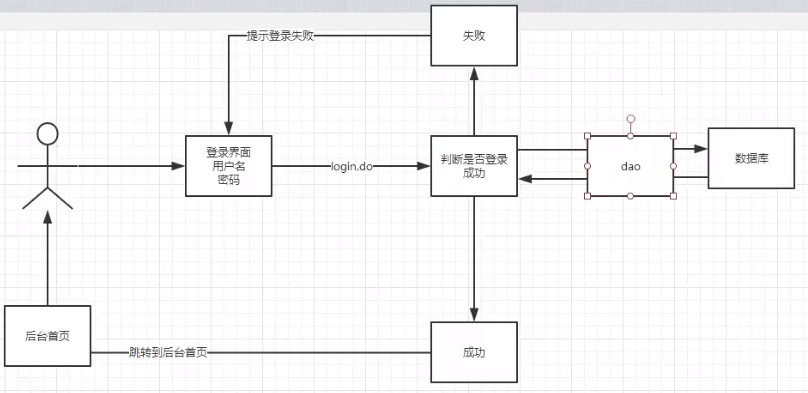 失败
提示登录失败
登录界面
用户名
密码
login.do
判断是否登录
成功
dao
数据库
后台首页
跳转到后台首页
成功